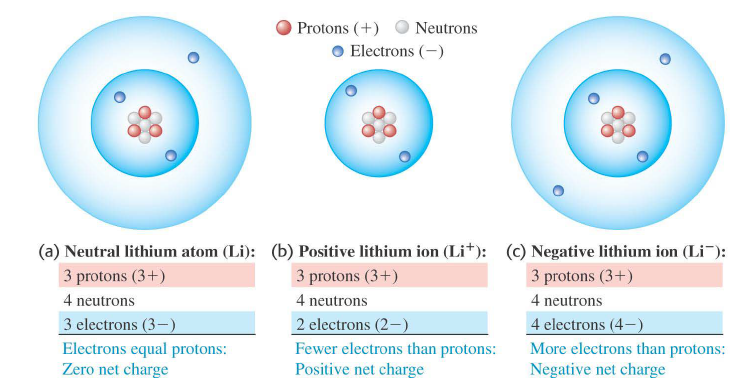 Protons (+) Neutrons
Electrons (−)
(a) Neutral lithium atom (Li):
3 protons (3+)
4 neutrons
3 electrons (3−)
Electrons equal protons:
Zero net charge
(b) Positive lithium ion (Li⁺):
3 protons (3+)
4 neutrons
2 electrons (2−)
Fewer electrons than protons:
Positive net charge
(c) Negative lithium ion (Li⁻):
3 protons (3+)
4 neutrons
4 electrons (4−)
More electrons than protons:
Negative net charge